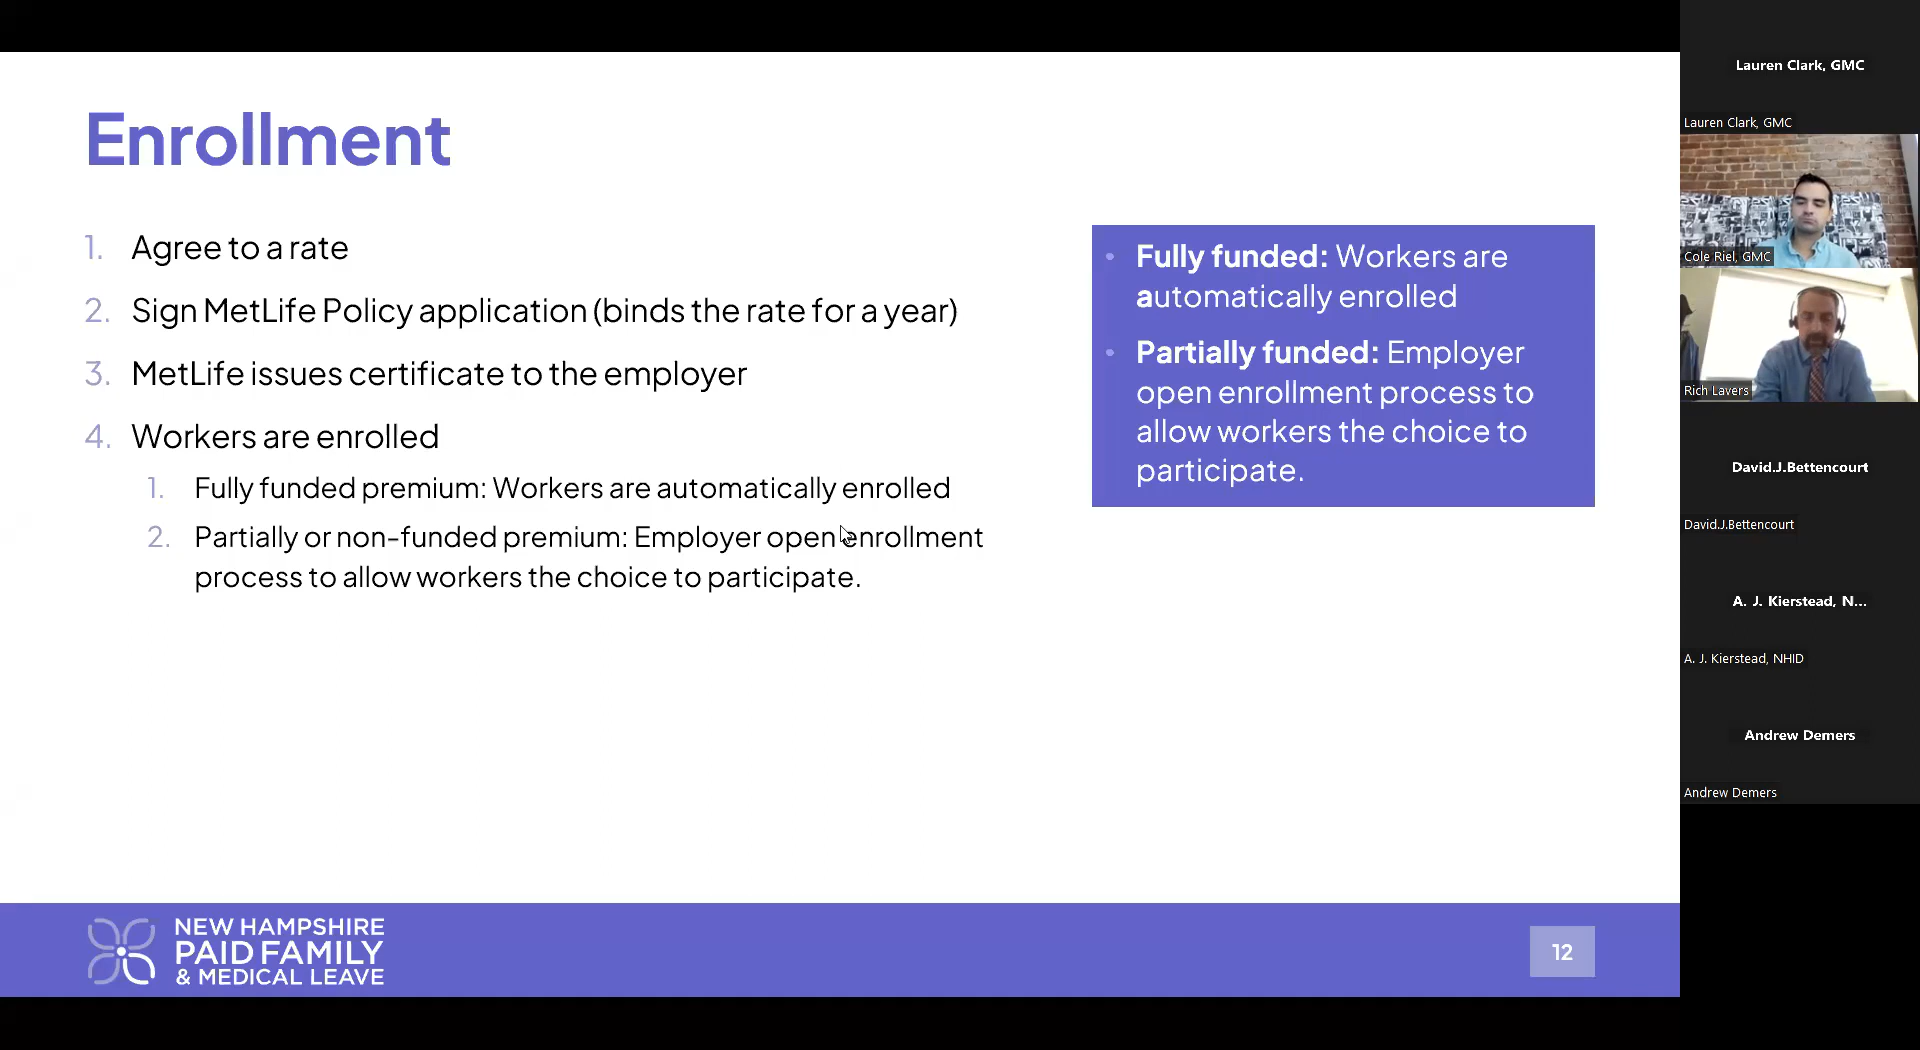 Enrollment
1. Agree to a rate
2. Sign MetLife Policy application (binds the rate for a year)
3. MetLife issues certificate to the employer
4. Workers are enrolled
1. Fully funded premium: Workers are automatically enrolled
2. Partially or non-funded premium: Employer open enrollment
process to allow workers the choice to participate.
• Fully funded: Workers are
automatically enrolled
• Partially funded: Employer
open enrollment process to
allow workers the choice to
participate.
NEW HAMPSHIRE
PAID FAMILY
& MEDICAL LEAVE
12
Lauren Clark, GMC
Lauren Clark, GMC
Cole Riel, GMC
Rich Lavers
David.J.Bettencourt
David.J.Bettencourt
A. J. Kierstead, N...
A. J. Kierstead, NHID
Andrew Demers
Andrew Demers